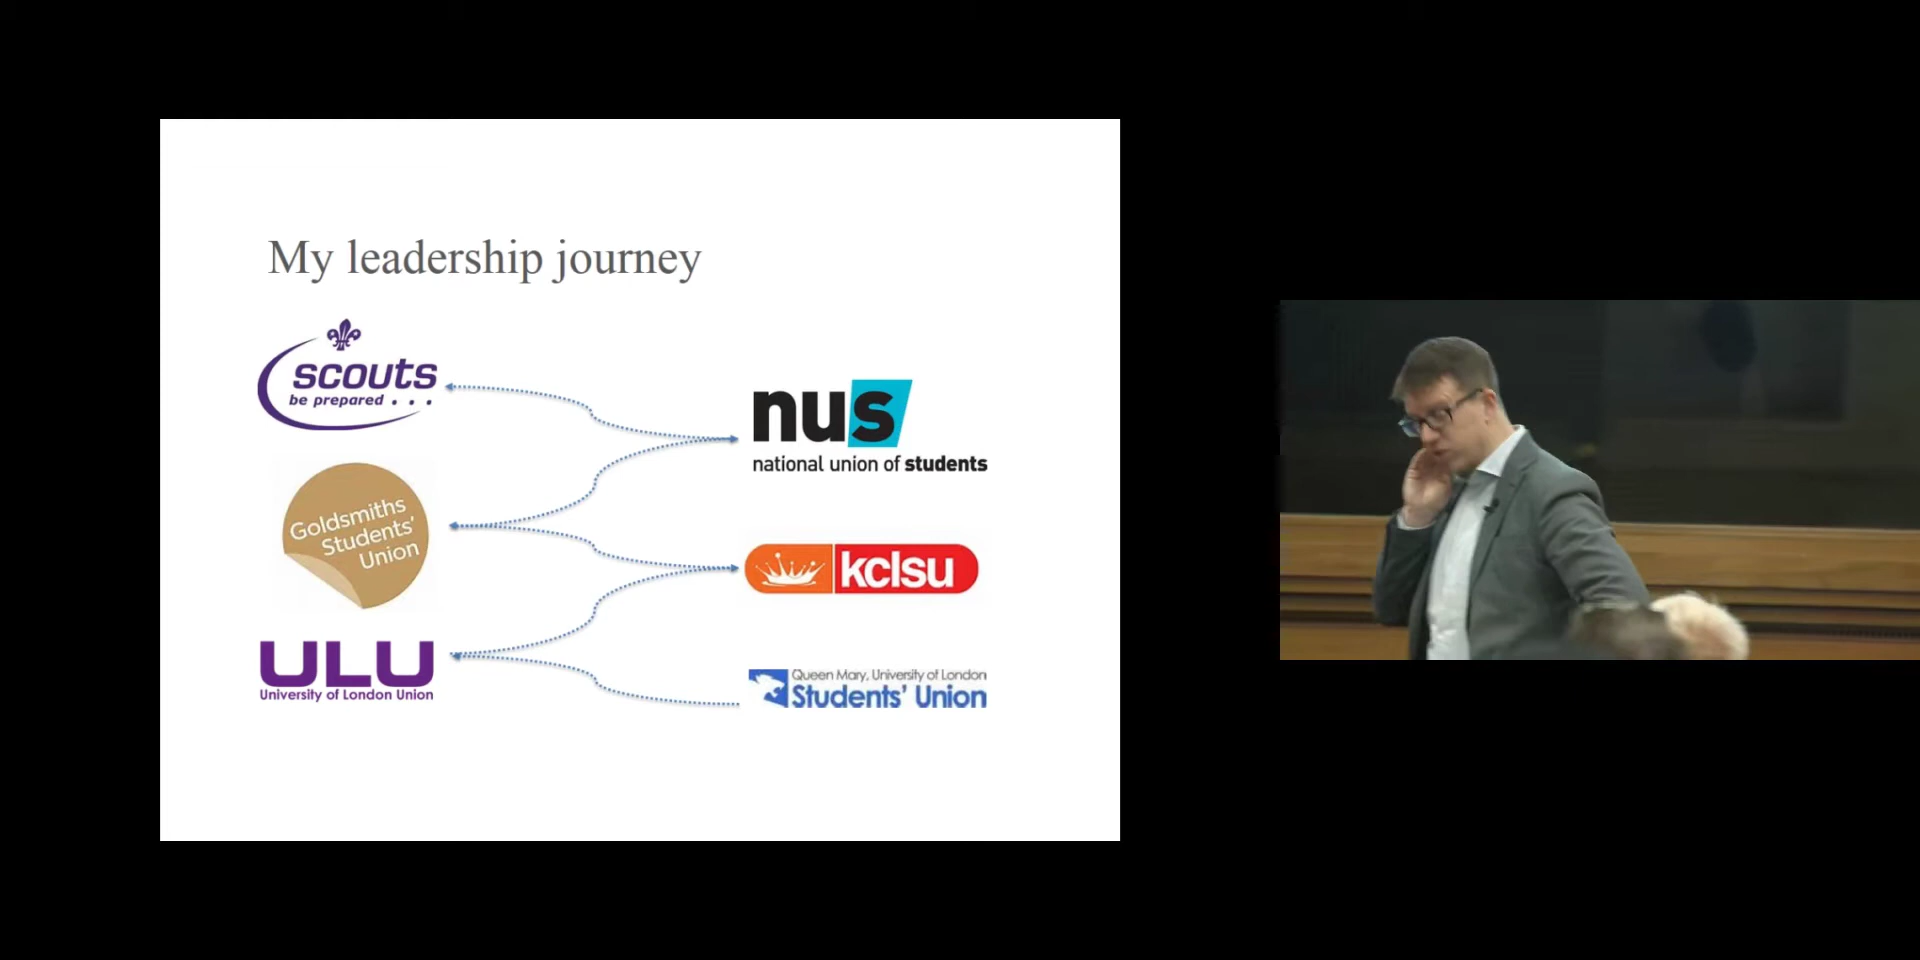 My leadership journey
scouts
be prepared . . .
nus
national union of students
Goldsmiths
Students'
Union
kclsu
ULU
University of London Union
Queen Mary, University of London
Students' Union